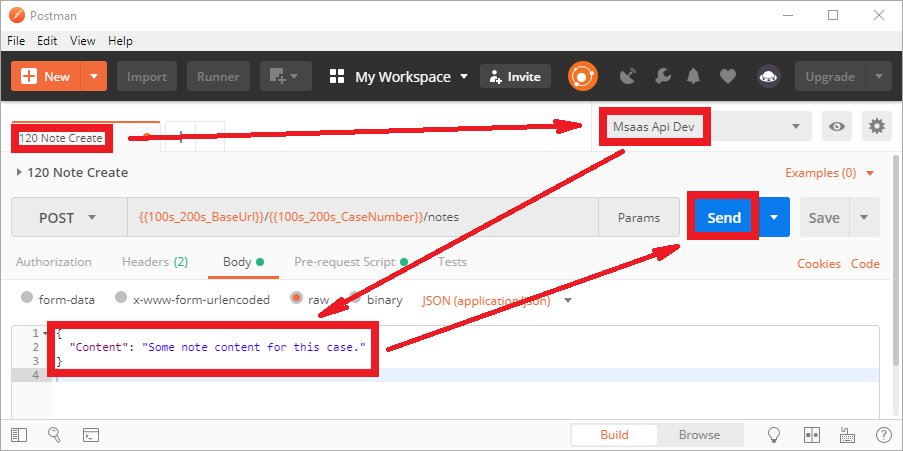 Postman
File Edit View Help
New Import Runner My Workspace Invite Upgrade
120 Note Create Msaas Api Dev
120 Note Create Examples (0)
POST {{100s_200s_BaseUrl}}/{{100s_200s_CaseNumber}}/notes Params Send Save
Authorization Headers (2) Body Pre-request Script Tests Cookies Code
form-data x-www-form-urlencoded raw binary JSON (application/json)
1 {
2 "Content": "Some note content for this case."
3 }
4
Build Browse